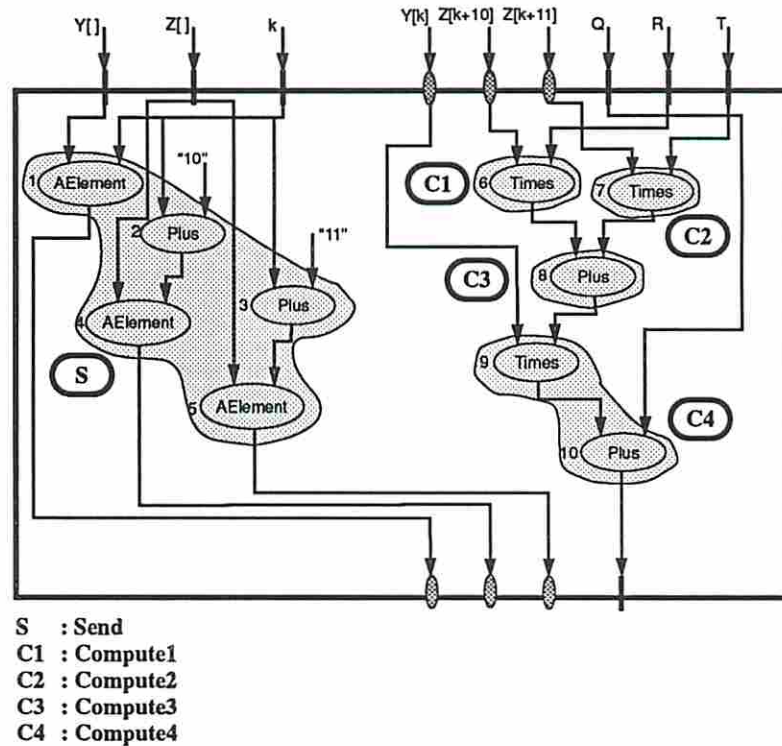 Y[ ] Z[ ] k Y[k] Z[k+10] Z[k+11] Q R T
"10"
1 AElement C1 6 Times 7 Times
2 Plus C2
"11"
C3 8 Plus
3 Plus
4 AElement
9 Times
S
5 AElement C4
10 Plus
S : Send
C1 : Compute1
C2 : Compute2
C3 : Compute3
C4 : Compute4